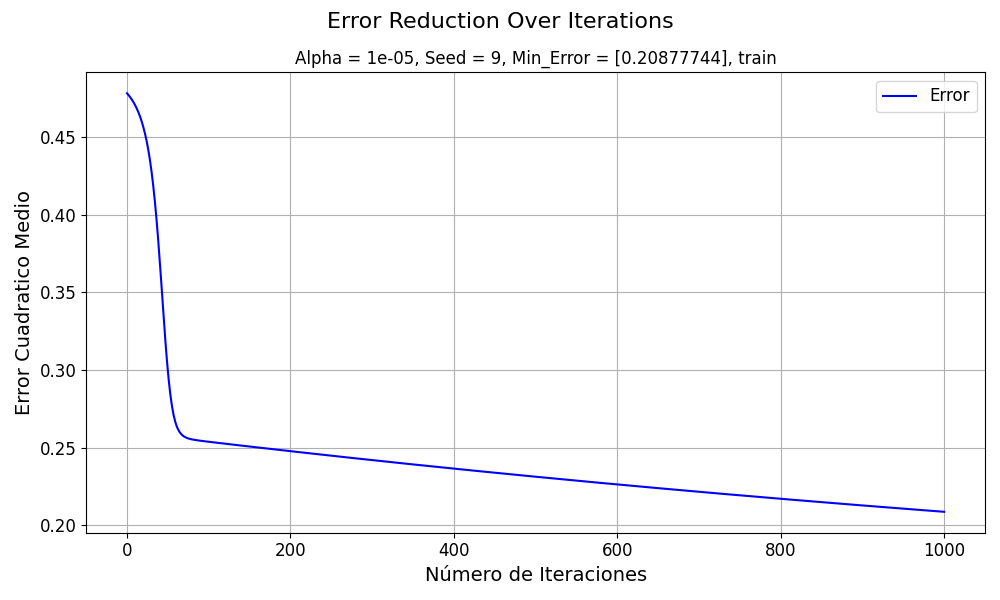 Error Reduction Over Iterations
Alpha = 1e-05, Seed = 9, Min_Error = [0.20877744], train
Error
Error Cuadratico Medio
0.45
0.40
0.35
0.30
0.25
0.20
0 200 400 600 800 1000
Número de Iteraciones